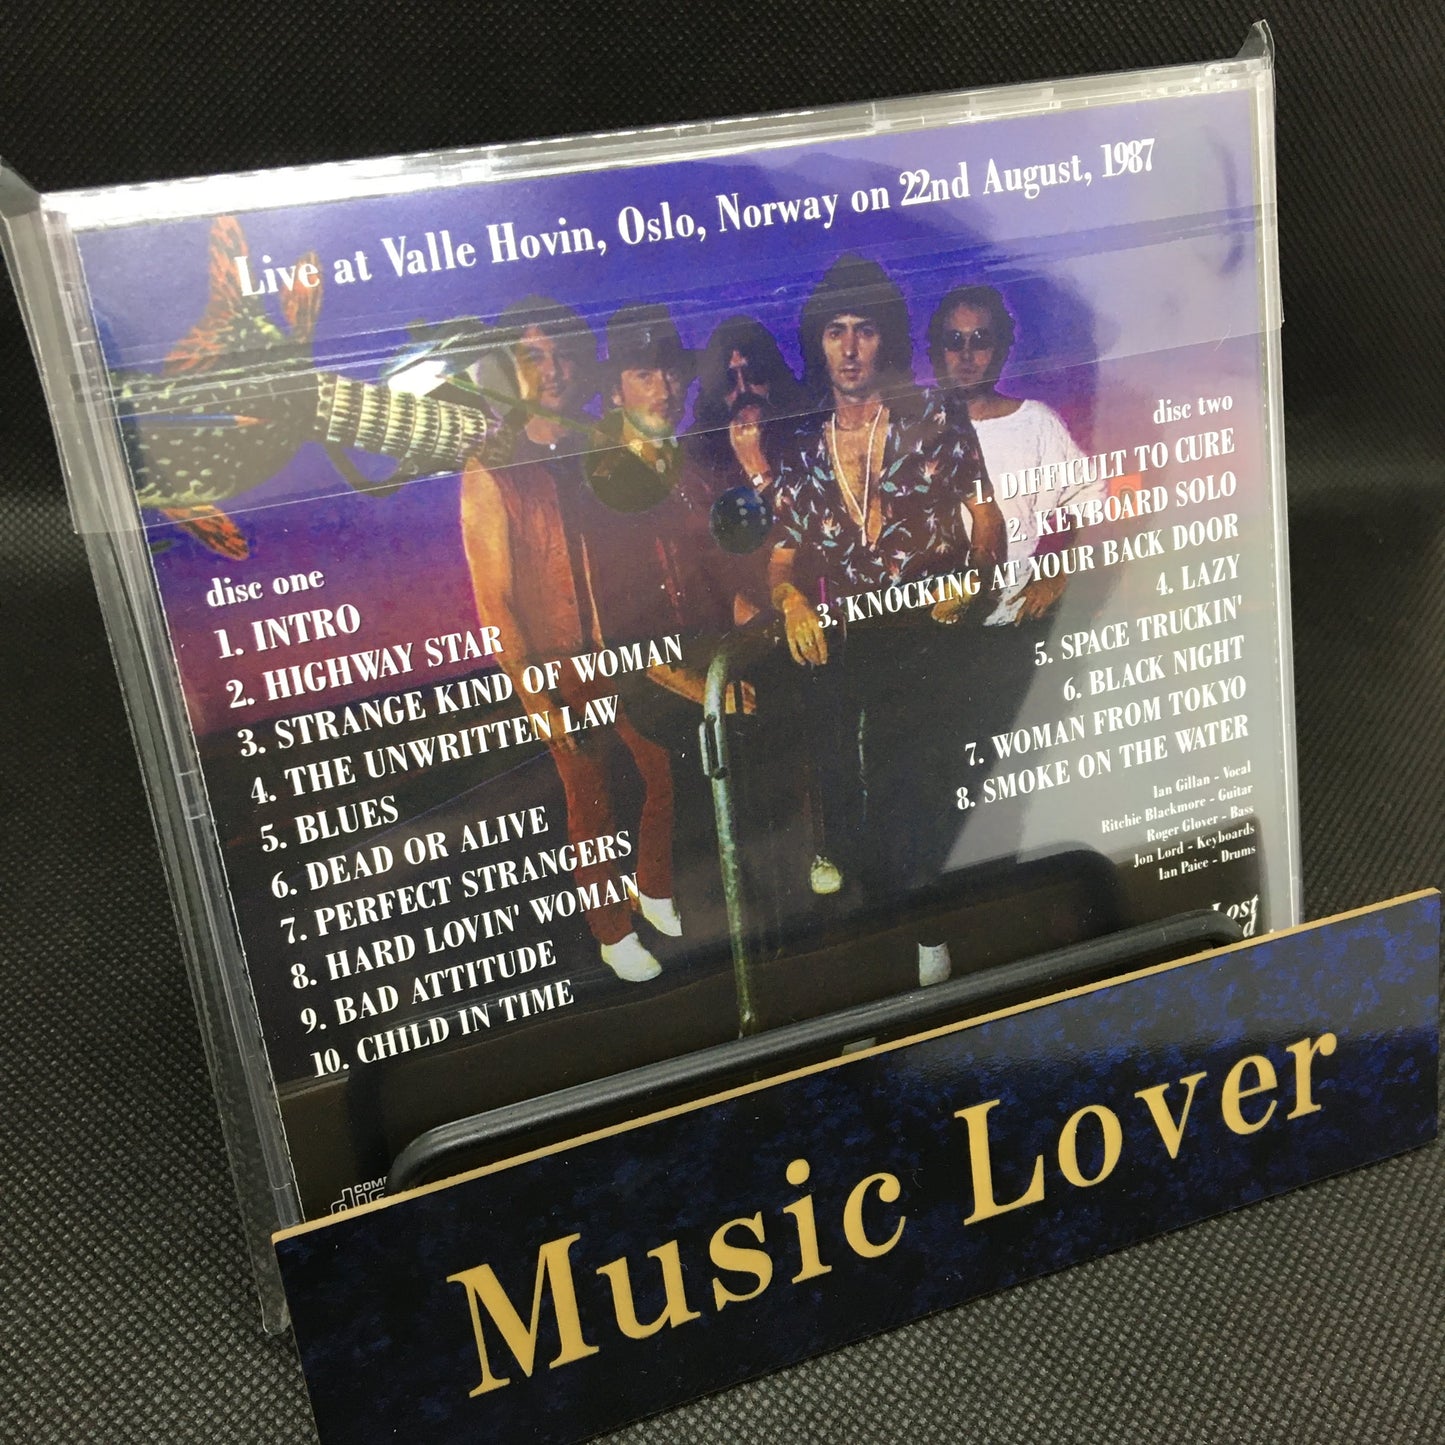 Live at Valle Hovin, Oslo, Norway on 22nd August, 1987
disc one
1. INTRO
2. HIGHWAY STAR
3. STRANGE KIND OF WOMAN
4. THE UNWRITTEN LAW
5. BLUES
6. DEAD OR ALIVE
7. PERFECT STRANGERS
8. HARD LOVIN' WOMAN
9. BAD ATTITUDE
10. CHILD IN TIME
disc two
1. DIFFICULT TO CURE
2. KEYBOARD SOLO
3. KNOCKING AT YOUR BACK DOOR
4. LAZY
5. SPACE TRUCKIN'
6. BLACK NIGHT
7. WOMAN FROM TOKYO
8. SMOKE ON THE WATER
Ian Gillan - Vocal
Ritchie Blackmore - Guitar
Roger Glover - Bass
Jon Lord - Keyboards
Ian Paice - Drums
Lost
Music Lover